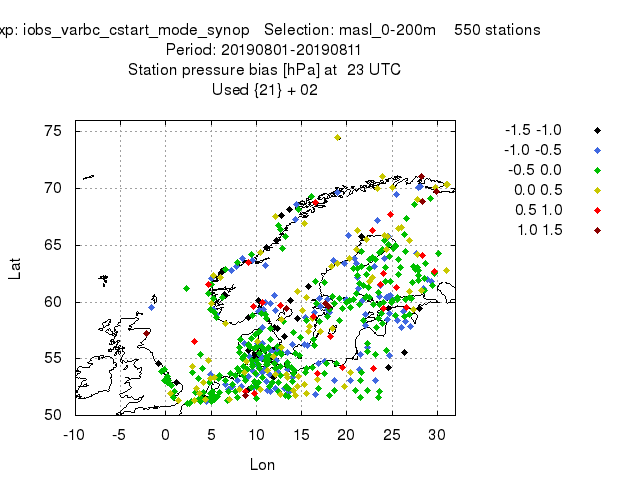 xp: iobs_varbc_cstart_mode_synop Selection: masl_0-200m 550 stations
Period: 20190801-20190811
Station pressure bias [hPa] at 23 UTC
Used {21} + 02
-1.5 -1.0
-1.0 -0.5
-0.5 0.0
0.0 0.5
0.5 1.0
1.0 1.5
75
70
65
60
55
50
Lat
-10 -5 0 5 10 15 20 25 30
Lon